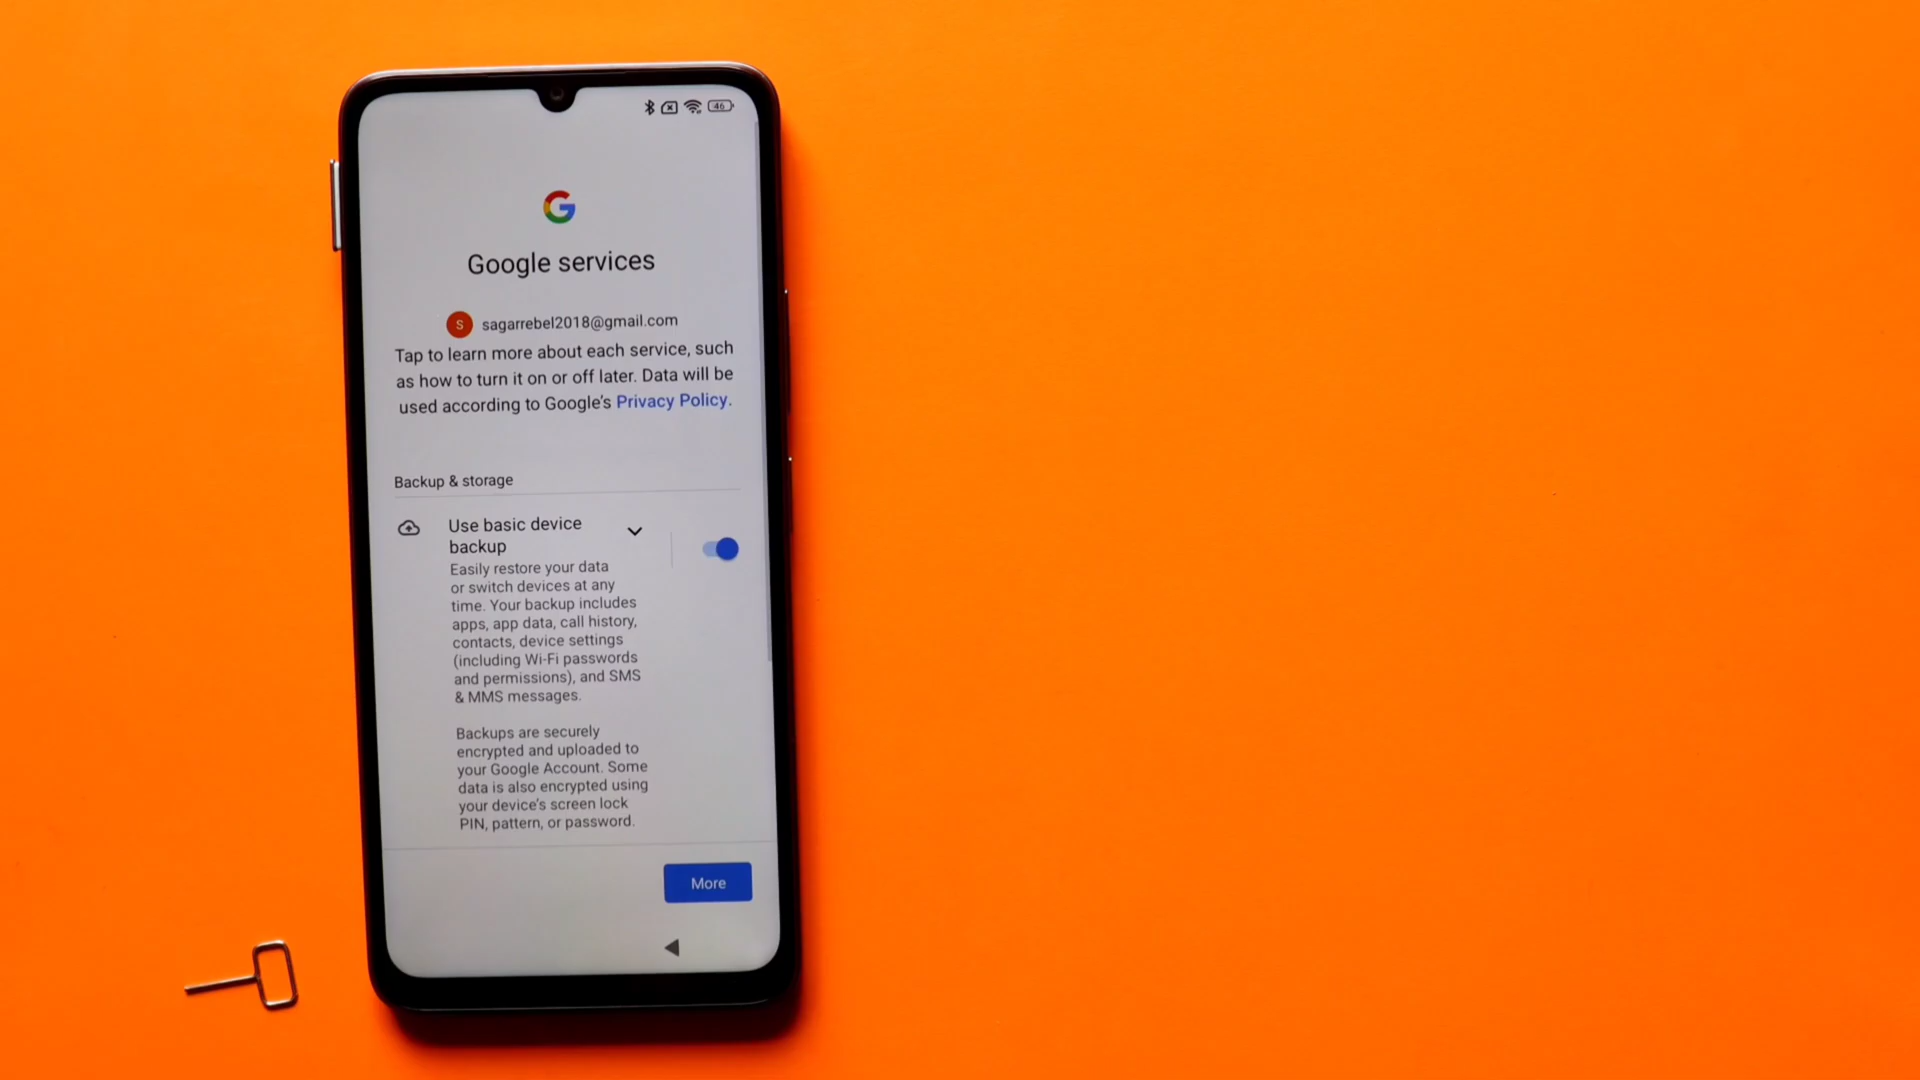 46
G
Google services
S sagarrebel2018@gmail.com
Tap to learn more about each service, such
as how to turn it on or off later. Data will be
used according to Google's Privacy Policy.
Backup & storage
Use basic device
backup
Easily restore your data
or switch devices at any
time. Your backup includes
apps, app data, call history,
contacts, device settings
(including Wi-Fi passwords
and permissions), and SMS
& MMS messages.
Backups are securely
encrypted and uploaded to
your Google Account. Some
data is also encrypted using
your device's screen lock
PIN, pattern, or password.
More